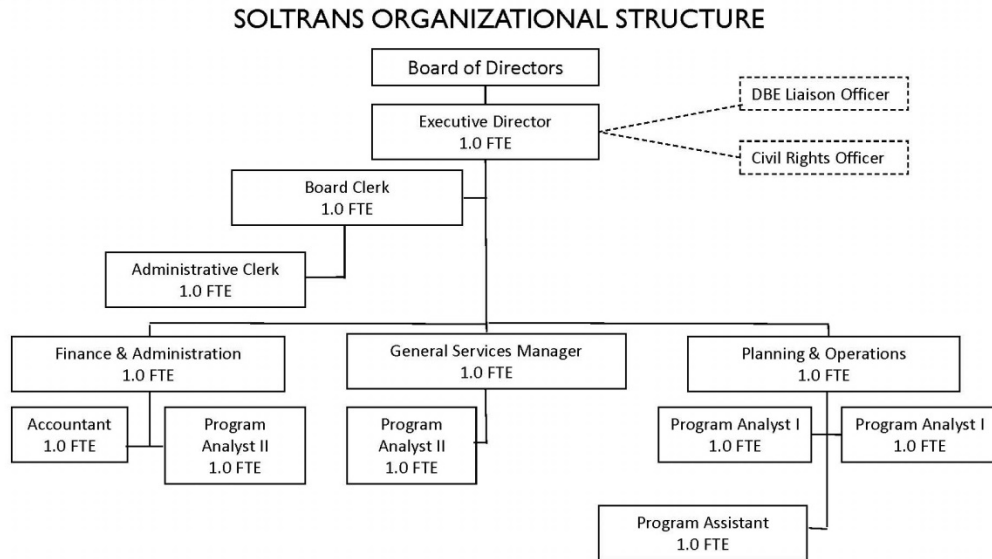 SOLTRANS ORGANIZATIONAL STRUCTURE
Board of Directors
Executive Director
1.0 FTE
DBE Liaison Officer
Civil Rights Officer
Board Clerk
1.0 FTE
Administrative Clerk
1.0 FTE
Finance & Administration
1.0 FTE
General Services Manager
1.0 FTE
Planning & Operations
1.0 FTE
Accountant
1.0 FTE
Program
Analyst II
1.0 FTE
Program
Analyst II
1.0 FTE
Program Analyst I
1.0 FTE
Program Analyst I
1.0 FTE
Program Assistant
1.0 FTE